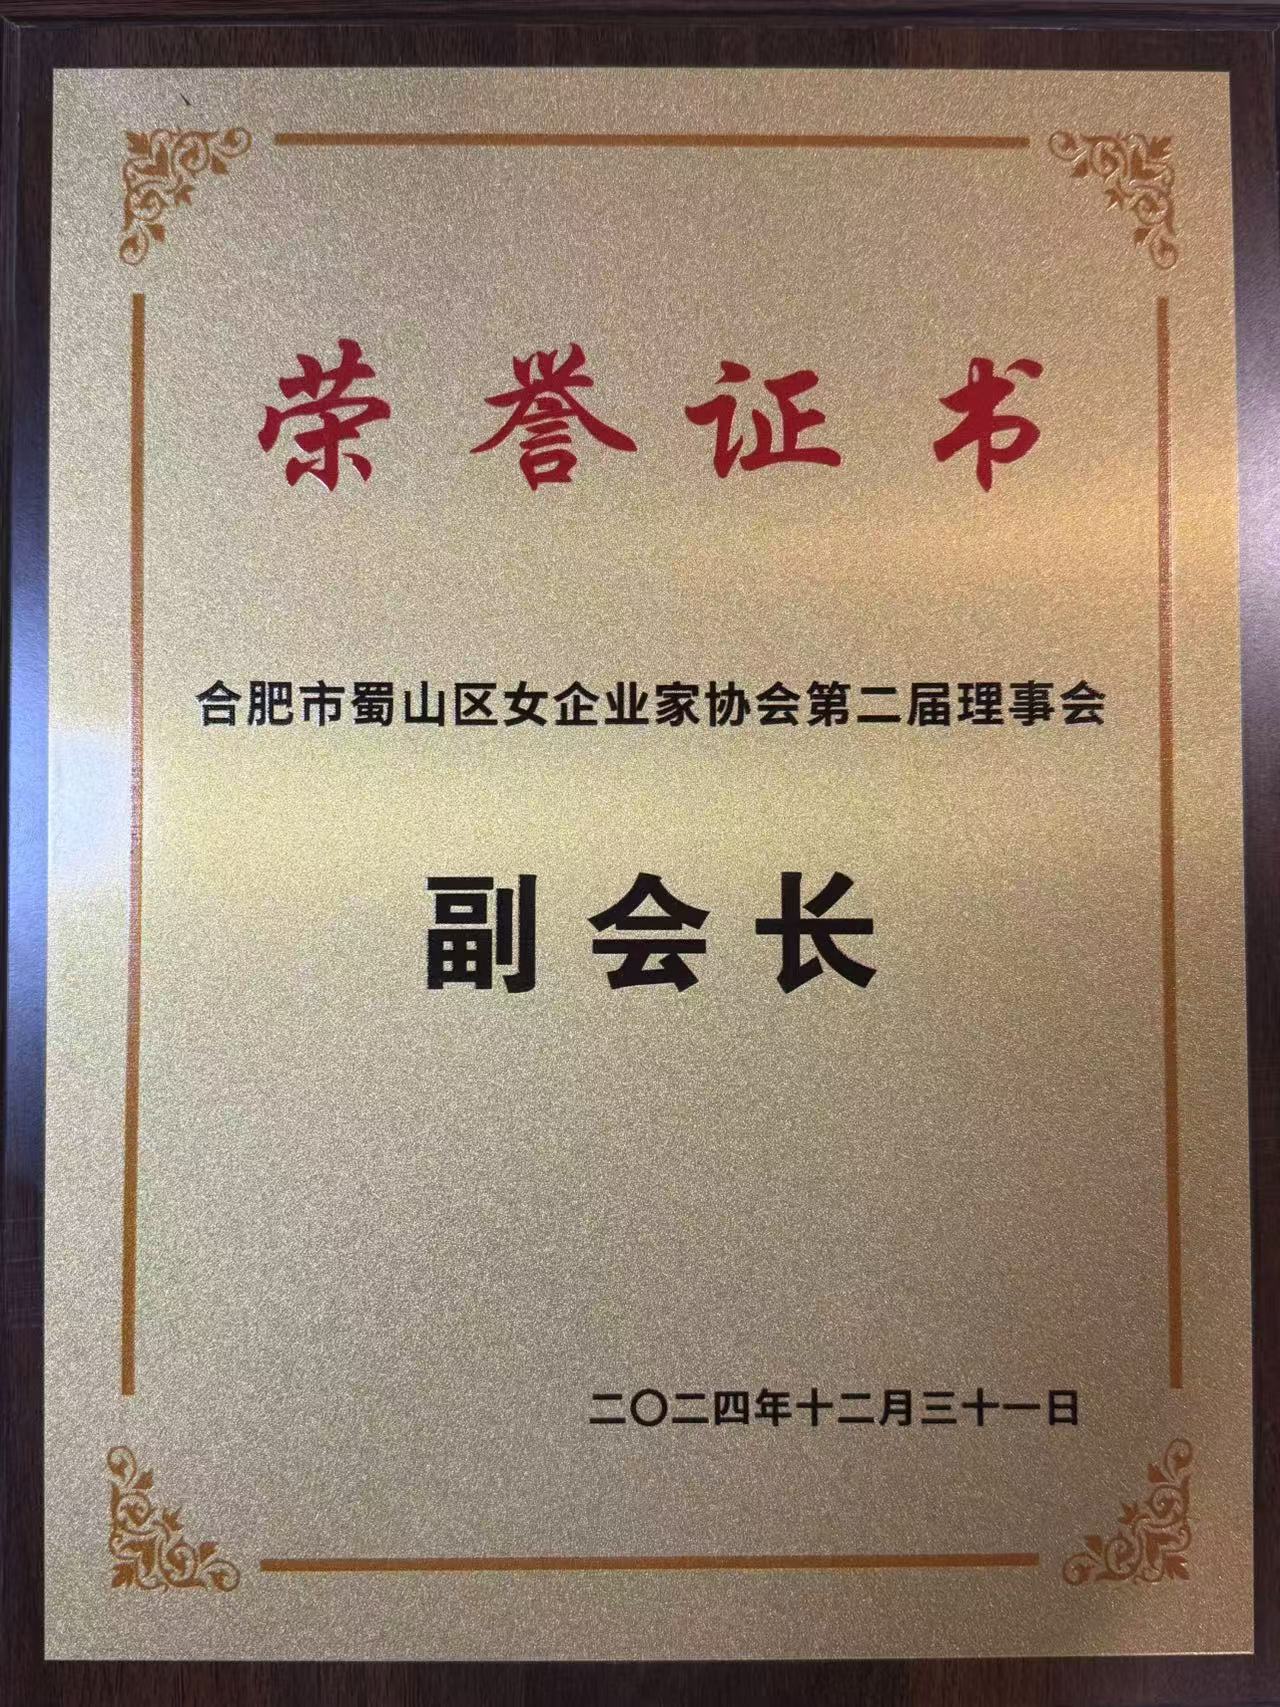 荣誉证书
合肥市蜀山区女企业家协会第二届理事会
副会长
二〇二四年十二月三十一日